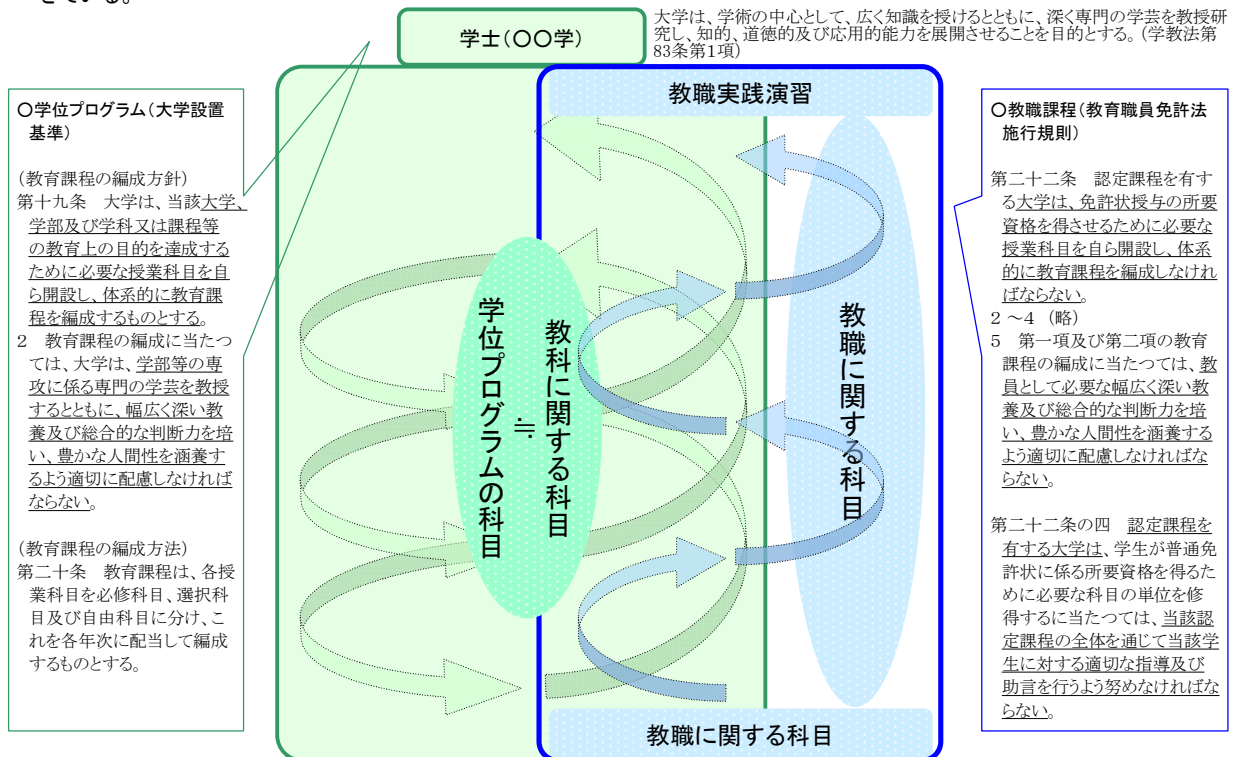 きている。
学士(○○学)
大学は、学術の中心として、広く知識を授けるとともに、深く専門の学芸を教授研
究し、知的、道徳的及び応用的能力を展開させることを目的とする。(学教法第
83条第1項)
○学位プログラム(大学設置
基準)
(教育課程の編成方針)
第十九条 大学は、当該大学、
学部及び学科又は課程等
の教育上の目的を達成する
ために必要な授業科目を自
ら開設し、体系的に教育課
程を編成するものとする。
2 教育課程の編成に当たつ
ては、大学は、学部等の専
攻に係る専門の学芸を教授
するとともに、幅広く深い教
養及び総合的な判断力を培
い、豊かな人間性を涵養す
るよう適切に配慮しなければ
ならない。
(教育課程の編成方法)
第二十条 教育課程は、各授
業科目を必修科目、選択科
目及び自由科目に分け、こ
れを各年次に配当して編成
するものとする。
教職実践演習
学位プログラムの科目
≒
教科に関する科目
教職に関する科目
教職に関する科目
○教職課程(教育職員免許法
施行規則)
第二十二条 認定課程を有す
る大学は、免許状授与の所要
資格を得させるために必要な
授業科目を自ら開設し、体系
的に教育課程を編成しなけれ
ばならない。
2~4 (略)
5 第一項及び第二項の教育
課程の編成に当たつては、教
員として必要な幅広く深い教
養及び総合的な判断力を培
い、豊かな人間性を涵養する
よう適切に配慮しなければな
らない。
第二十二条の四 認定課程を
有する大学は、学生が普通免
許状に係る所要資格を得るた
めに必要な科目の単位を修
得するに当たつては、当該認
定課程の全体を通じて当該学
生に対する適切な指導及び
助言を行うよう努めなければな
らない。